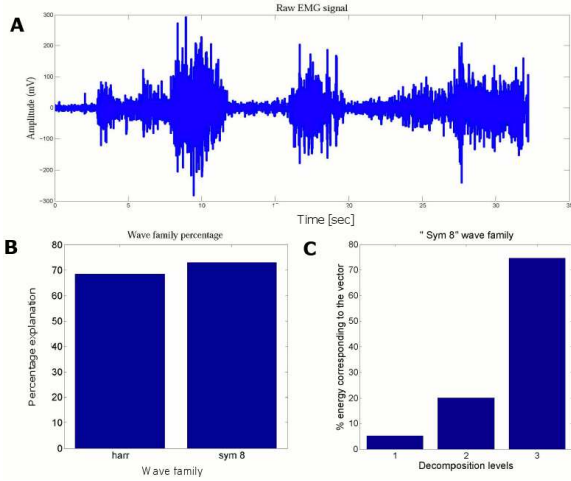 A
Raw EMG signal
Amplitude (mV)
300
200
100
0
−100
−200
−300
0 5 10 15 20 25 30 35
Time [sec]
B
Wave family percentage
Percentage explanation
80
70
60
50
40
30
20
10
0
harr sym 8
Wave family
C
" Sym 8" wave family
% energy corresponding to the vector
80
70
60
50
40
30
20
10
0
1 2 3
Decomposition levels